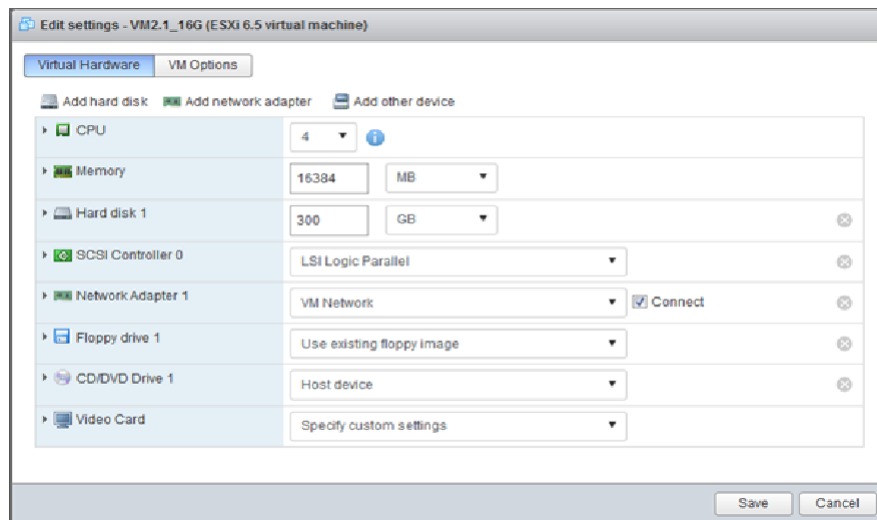 Edit settings - VM2.1_16G (ESXi 6.5 virtual machine)
Virtual Hardware VM Options
Add hard disk Add network adapter Add other device
CPU 4
Memory 16384 MB
Hard disk 1 300 GB
SCSI Controller 0 LSI Logic Parallel
Network Adapter 1 VM Network Connect
Floppy drive 1 Use existing floppy image
CD/DVD Drive 1 Host device
Video Card Specify custom settings
Save Cancel